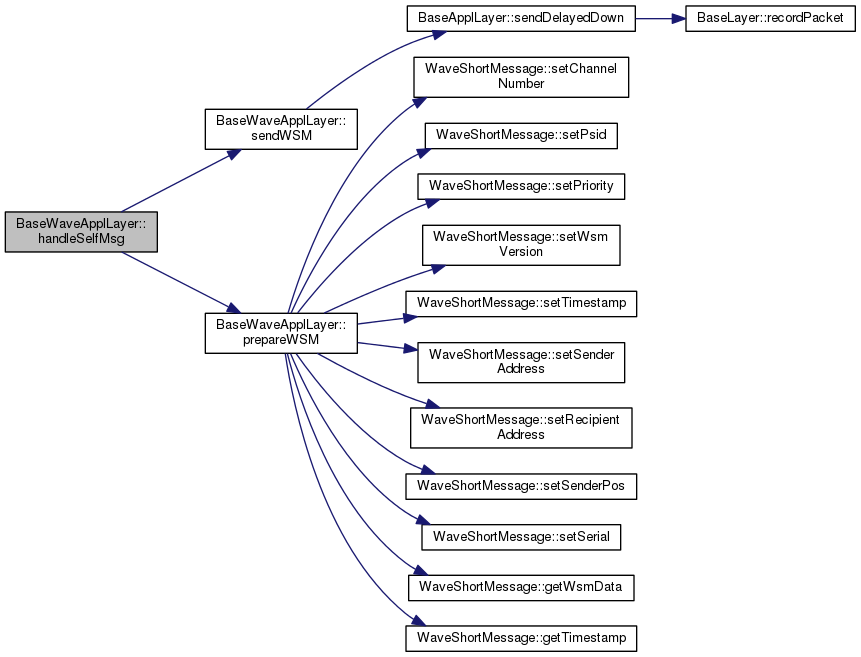 BaseApplLayer::sendDelayedDown
BaseLayer::recordPacket
WaveShortMessage::setChannel
Number
BaseWaveApplLayer::
sendWSM
WaveShortMessage::setPsid
WaveShortMessage::setPriority
BaseWaveApplLayer::
handleSelfMsg
WaveShortMessage::setWsm
Version
WaveShortMessage::setTimestamp
BaseWaveApplLayer::
prepareWSM
WaveShortMessage::setSender
Address
WaveShortMessage::setRecipient
Address
WaveShortMessage::setSenderPos
WaveShortMessage::setSerial
WaveShortMessage::getWsmData
WaveShortMessage::getTimestamp